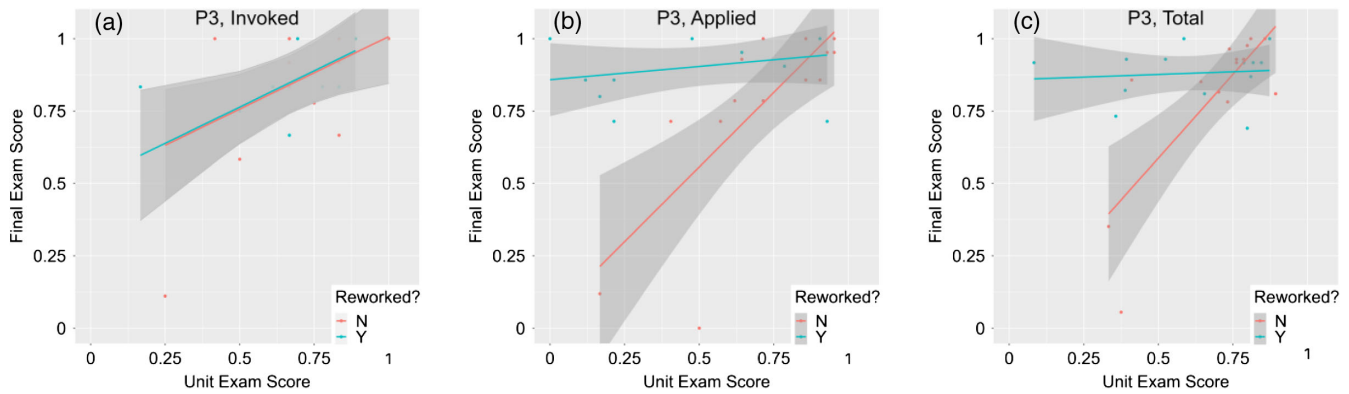 (a)
P3, Invoked
Final Exam Score
1
0.75
0.5
0.25
0
0
0.25
0.5
0.75
1
Unit Exam Score
Reworked?
N
Y
(b)
P3, Applied
Final Exam Score
1
0.75
0.5
0.25
0
0
0.25
0.5
0.75
1
Unit Exam Score
Reworked?
N
Y
(c)
P3, Total
Final Exam Score
1
0.75
0.5
0.25
0
0
0.25
0.5
0.75
1
Unit Exam Score
Reworked?
N
Y